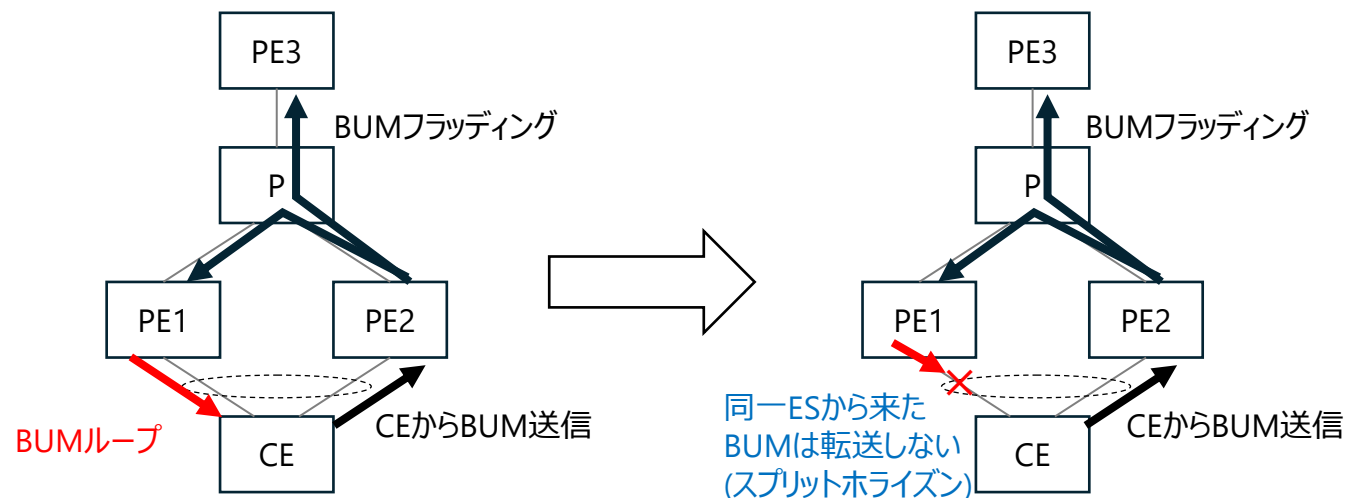 PE3
BUMフラッディング
P
PE1
PE2
BUMループ
CE
CEからBUM送信
PE3
BUMフラッディング
P
PE1
PE2
同一ESから来た
BUMは転送しない
(スプリットホライズン)
CE
CEからBUM送信